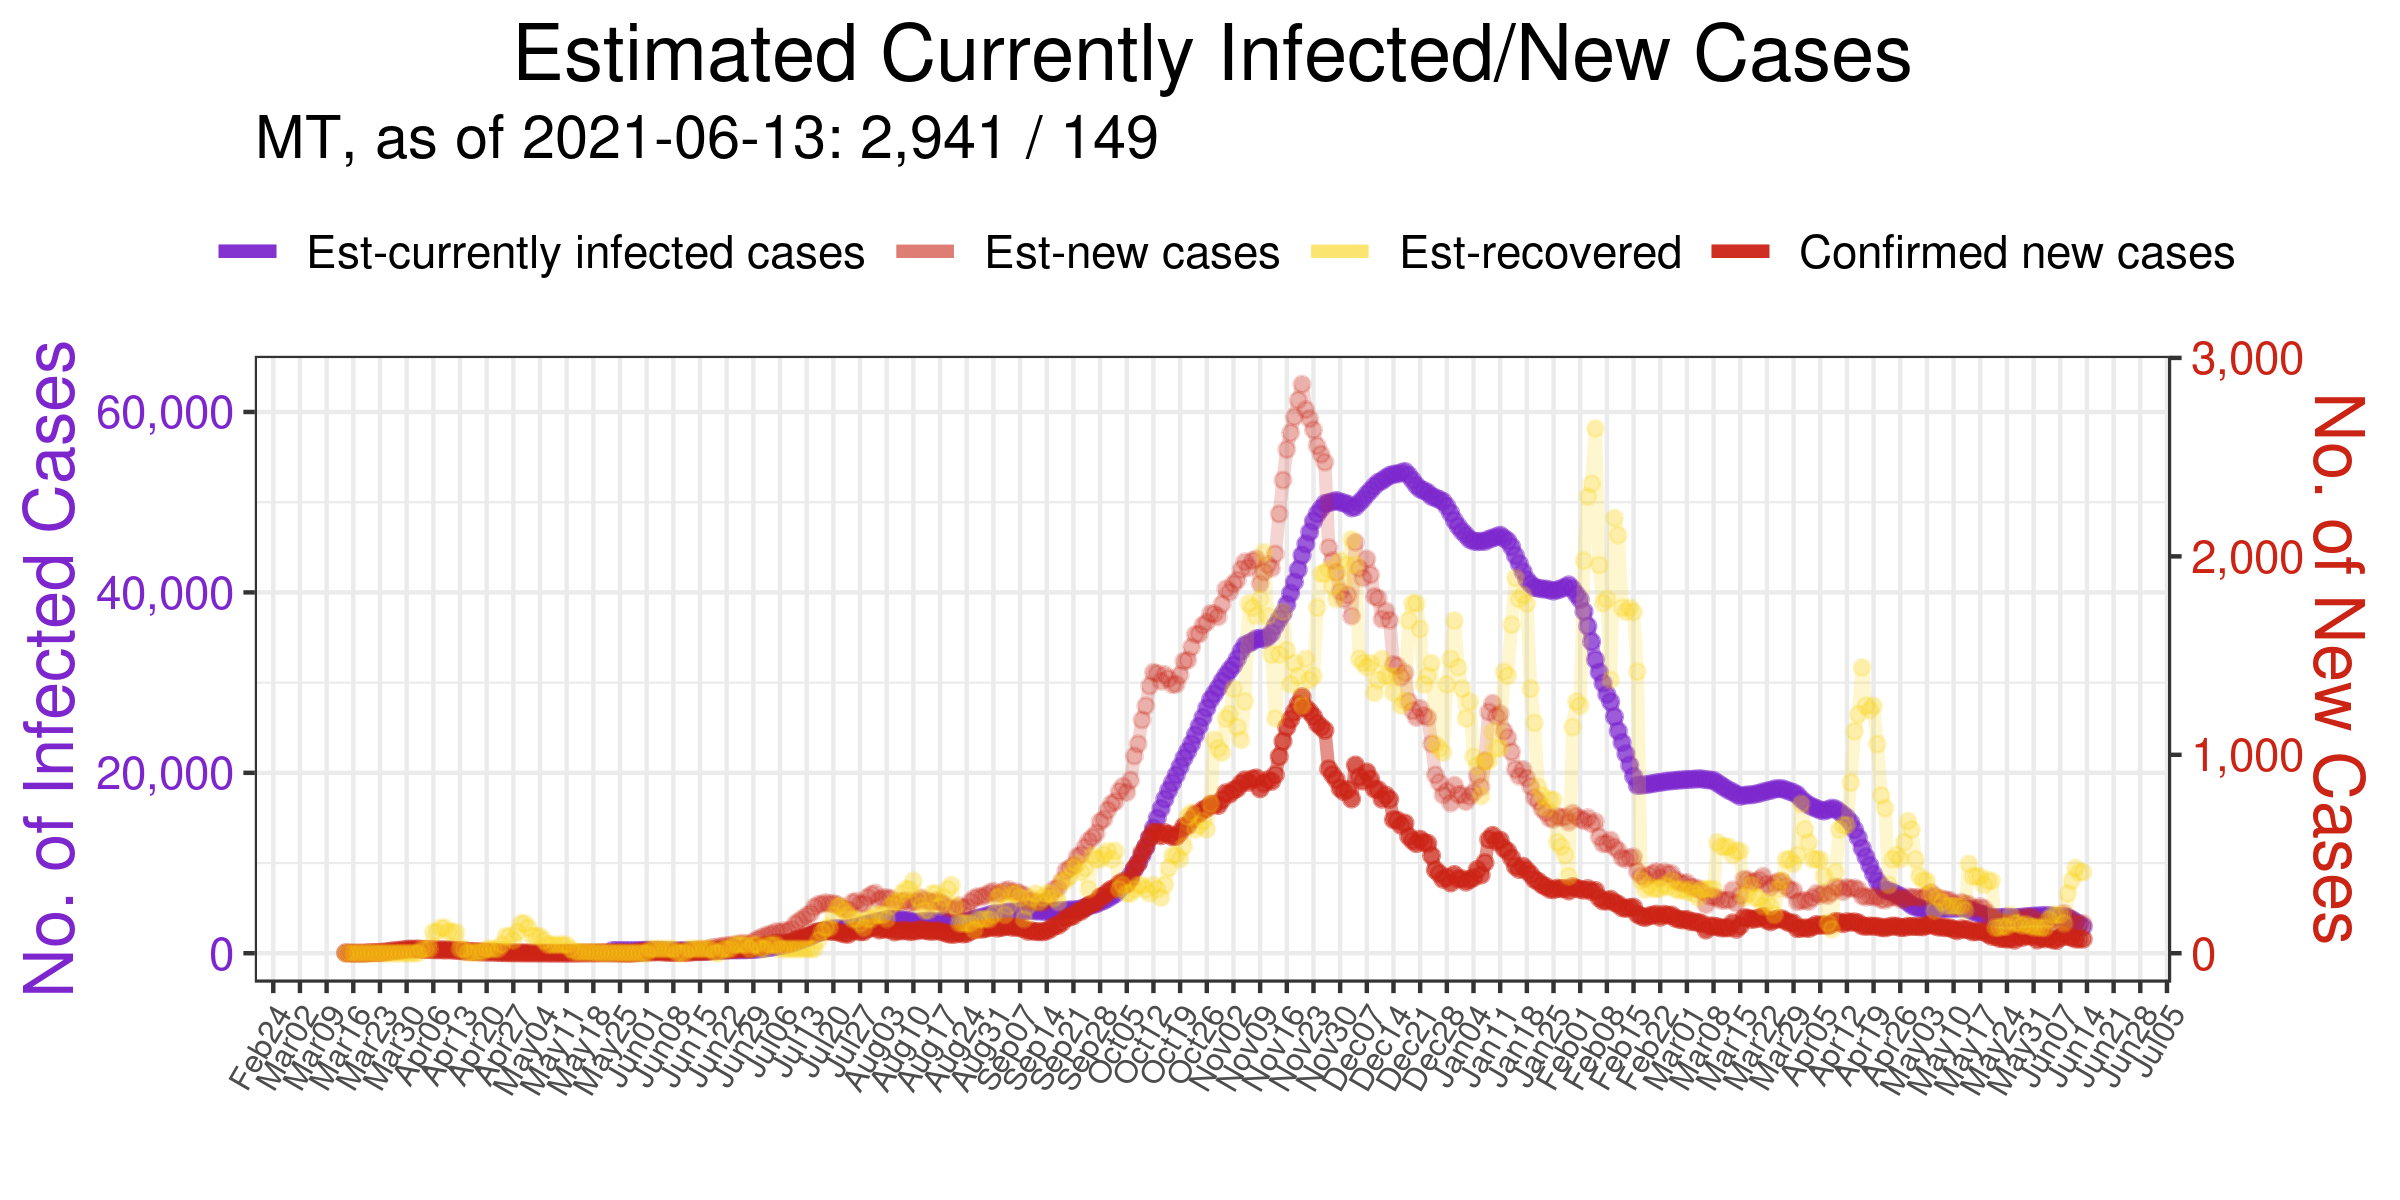 Estimated Currently Infected/New Cases
MT, as of 2021-06-13: 2,941 / 149
Est-currently infected cases
Est-new cases
Est-recovered
Confirmed new cases
No. of Infected Cases
60,000
40,000
20,000
0
3,000
2,000
1,000
0
No. of New Cases
Feb24
Mar02
Mar09
Mar16
Mar23
Mar30
Apr06
Apr13
Apr20
Apr27
May04
May11
May18
May25
Jun01
Jun08
Jun15
Jun22
Jun29
Jul06
Jul13
Jul20
Jul27
Aug03
Aug10
Aug17
Aug24
Aug31
Sep07
Sep14
Sep21
Sep28
Oct05
Oct12
Oct19
Oct26
Nov02
Nov09
Nov16
Nov23
Nov30
Dec07
Dec14
Dec21
Dec28
Jan04
Jan11
Jan18
Jan25
Feb01
Feb08
Feb15
Feb22
Mar01
Mar08
Mar15
Mar22
Mar29
Apr05
Apr12
Apr19
Apr26
May03
May10
May17
May24
May31
May07
Jun14
Jun21
Jun28
Jul05